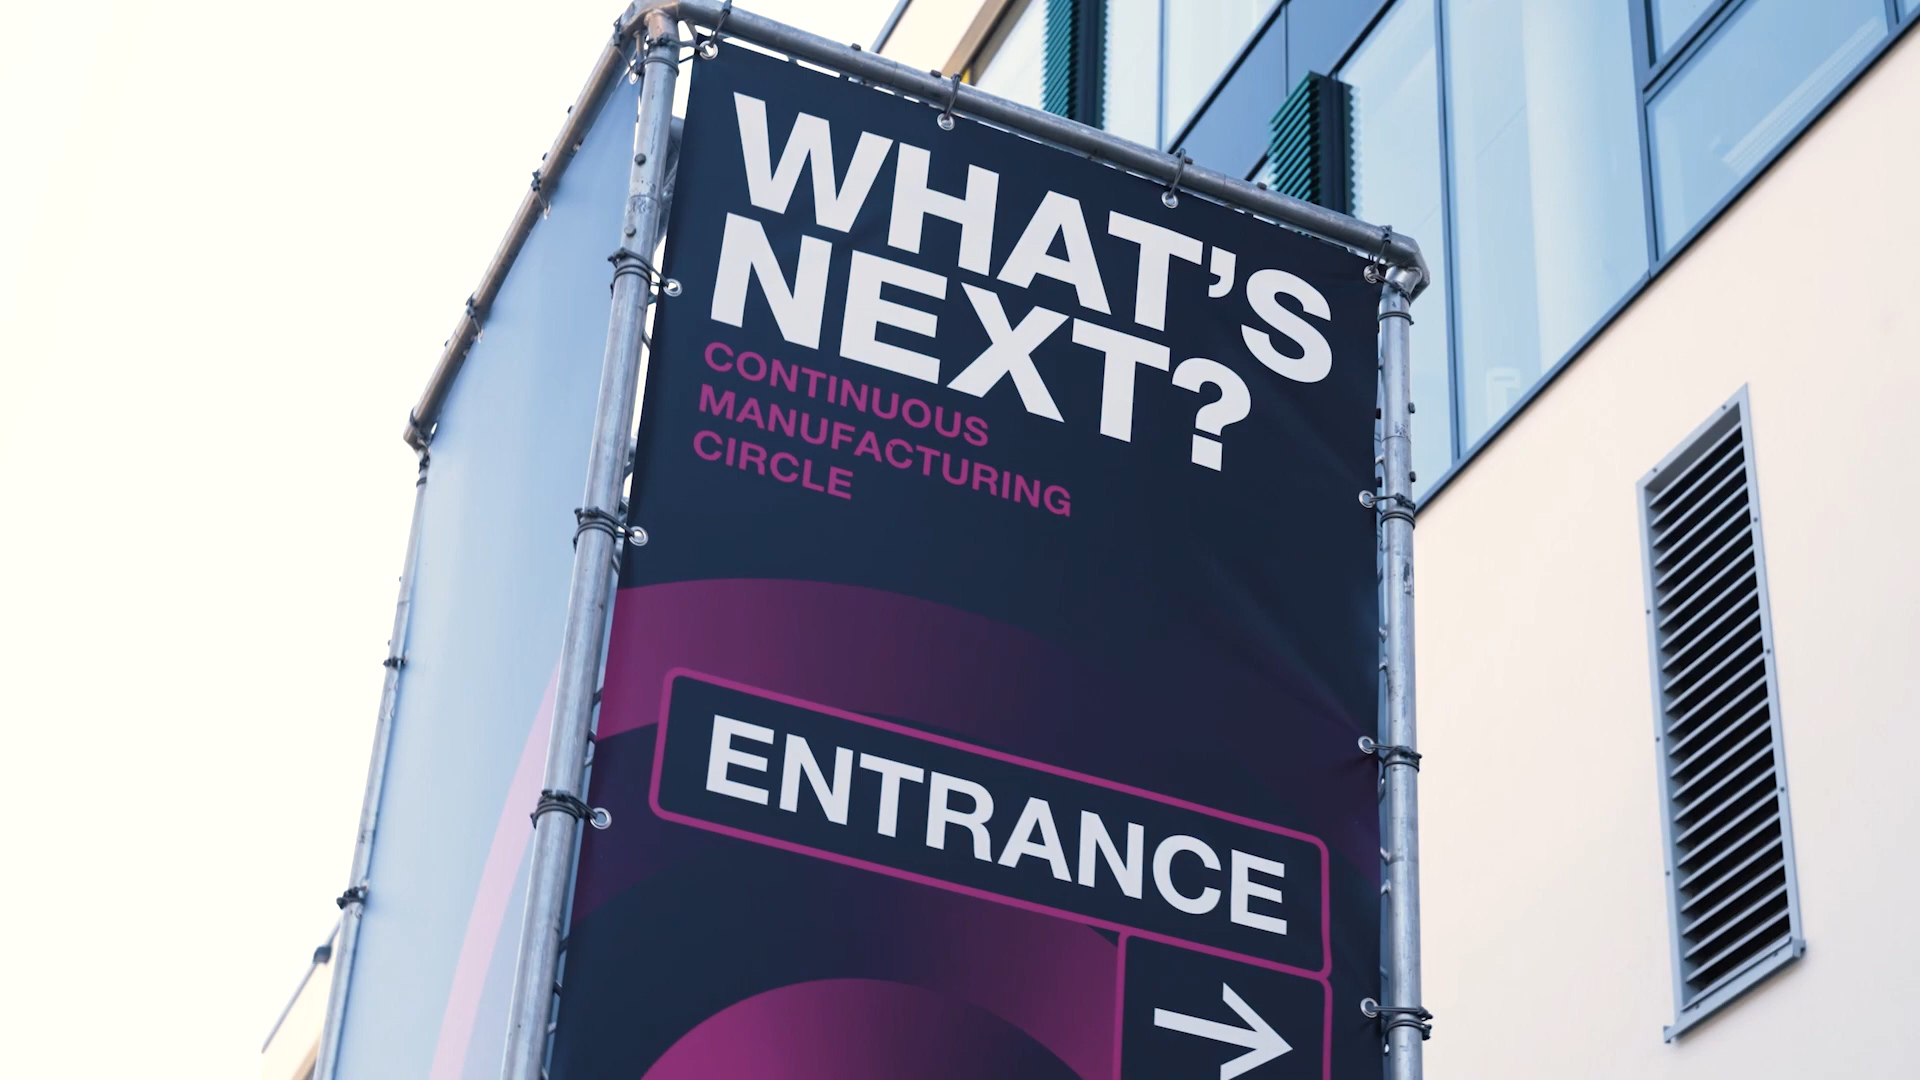 WHAT'S
NEXT?
CONTINUOUS
MANUFACTURING
CIRCLE
ENTRANCE
→